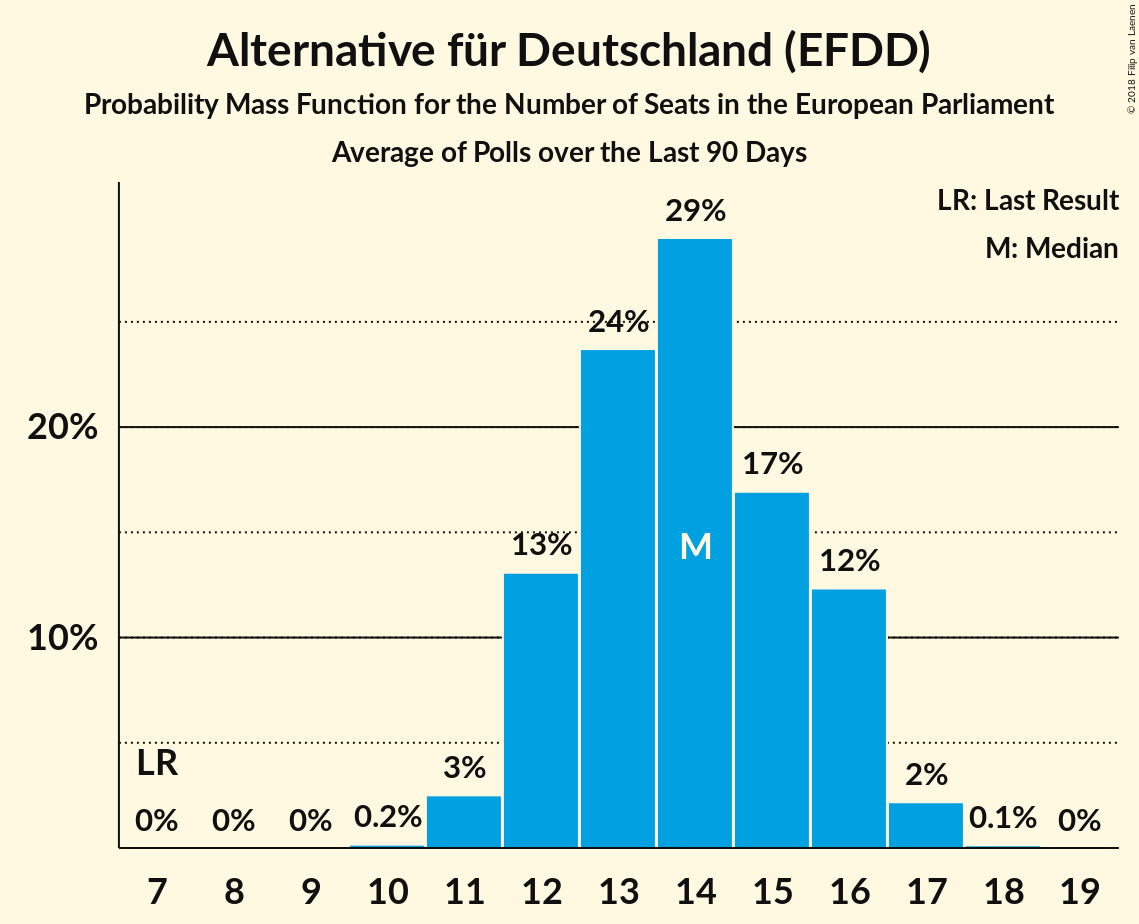 Alternative für Deutschland (EFDD)
Probability Mass Function for the Number of Seats in the European Parliament
Average of Polls over the Last 90 Days
© 2018 Filip van Laenen
LR: Last Result
M: Median
29%
24%
20%
17%
M
13%
12%
10%
LR
3%
2%
0% 0% 0% 0.2% 0.1% 0%
7 8 9 10 11 12 13 14 15 16 17 18 19